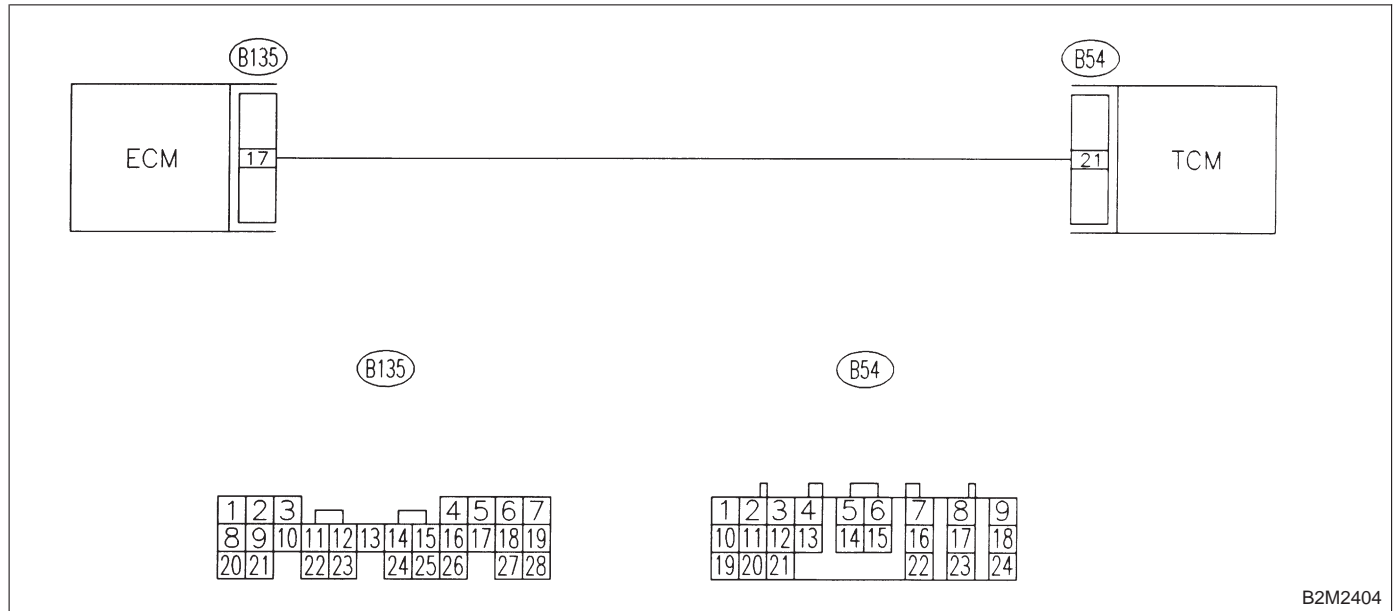 B135 B54
ECM 17 21 TCM
B135 B54
1 2 3 4 5 6 7 1 2 3 4 5 6 7 8 9
8 9 10 11 12 13 14 15 16 17 18 19 10 11 12 13 14 15 16 17 18
20 21 22 23 24 25 26 27 28 19 20 21 22 23 24
B2M2404